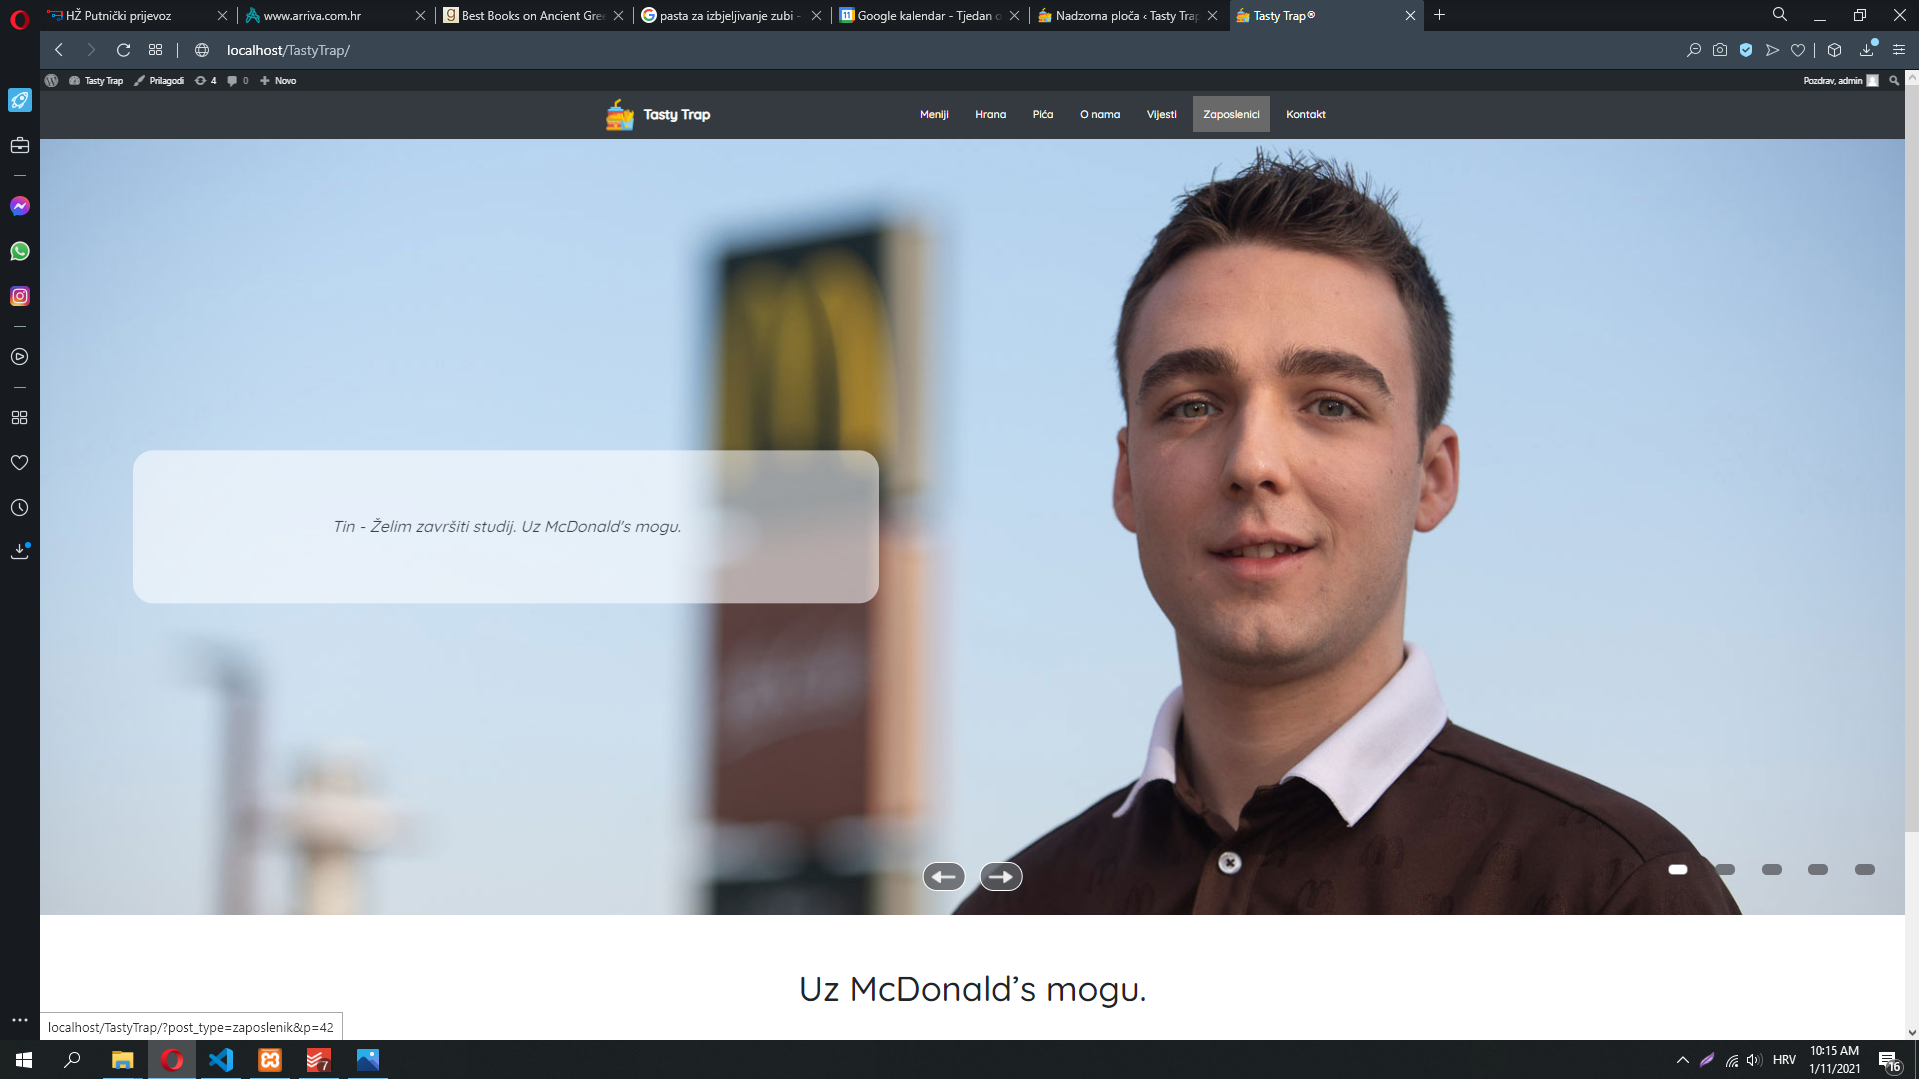 HŽ Putnički prijevoz
www.arriva.com.hr
Best Books on Ancient Gre
pasta za izbjeljivanje zubi -
Google kalendar - Tjedan o
Nadzorna ploča ‹ Tasty Trap
Tasty Trap®
localhost/TastyTrap/
Tasty Trap
Prilagodi
4
0
Novo
Pozdrav, admin
Tasty Trap
Meniji
Hrana
Pića
O nama
Vijesti
Zaposlenici
Kontakt
Tin - Želim završiti studij. Uz McDonald's mogu.
Uz McDonald’s mogu.
localhost/TastyTrap/?post_type=zaposlenik&p=42
7
HRV
10:15 AM
1/11/2021
16